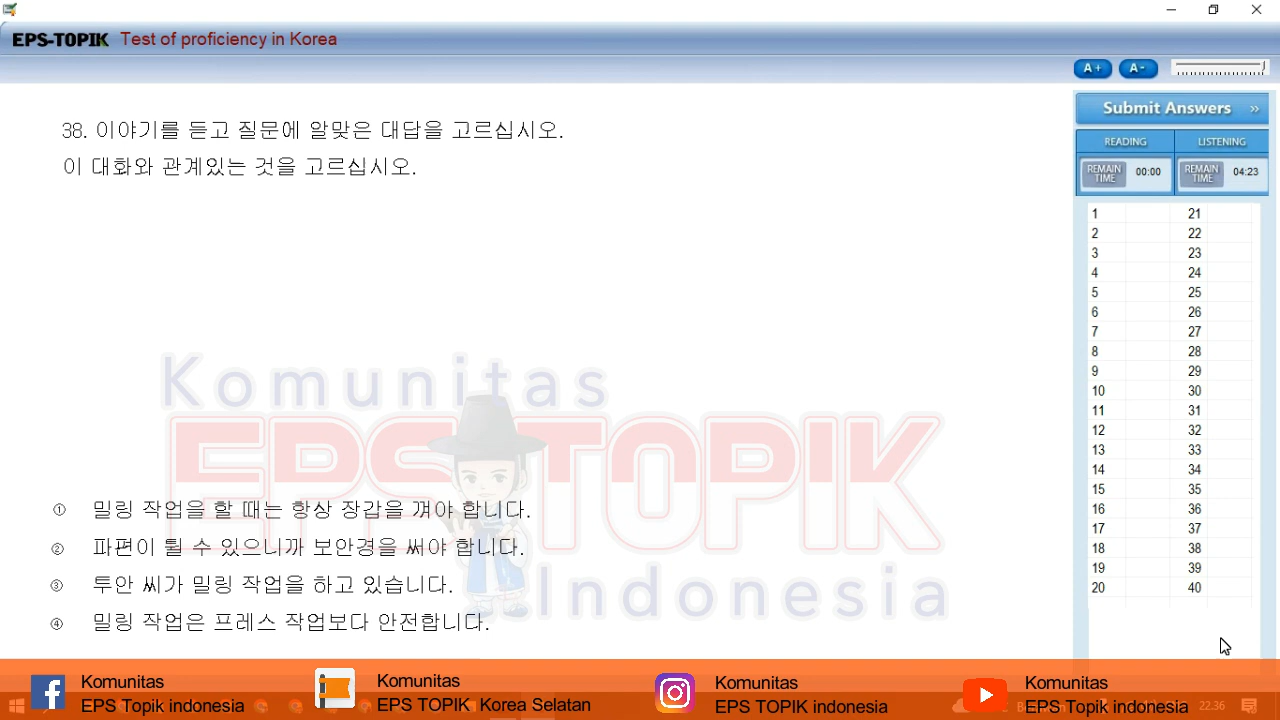 EPS-TOPIK Test of proficiency in Korea
A+ A-
Submit Answers »
READING LISTENING
REMAIN TIME 00:00 REMAIN TIME 04:23
38. 이야기를 듣고 질문에 알맞은 대답을 고르십시오.
이 대화와 관계있는 것을 고르십시오.
① 밀링 작업을 할 때는 항상 장갑을 껴야 합니다.
② 파편이 튈 수 있으니까 보안경을 써야 합니다.
③ 투안 씨가 밀링 작업을 하고 있습니다.
④ 밀링 작업은 프레스 작업보다 안전합니다.
Komunitas
EPS TOPIK
Indonesia
1 21
2 22
3 23
4 24
5 25
6 26
7 27
8 28
9 29
10 30
11 31
12 32
13 33
14 34
15 35
16 36
17 37
18 38
19 39
20 40
Komunitas
EPS Topik indonesia
Komunitas
EPS TOPIK Korea Selatan
Komunitas
EPS TOPIK indonesia
Komunitas
EPS Topik indonesia
22.36